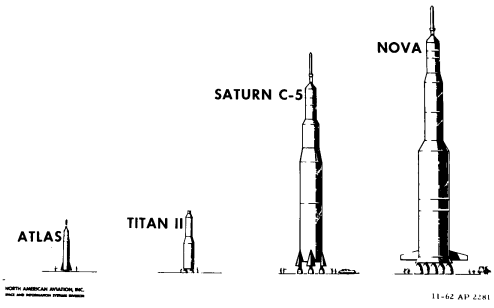 NOVA
SATURN C-5
TITAN II
ATLAS
NORTH AMERICAN AVIATION, INC.
SPACE AND INFORMATION SYSTEMS DIVISION
11-62 AP 2281